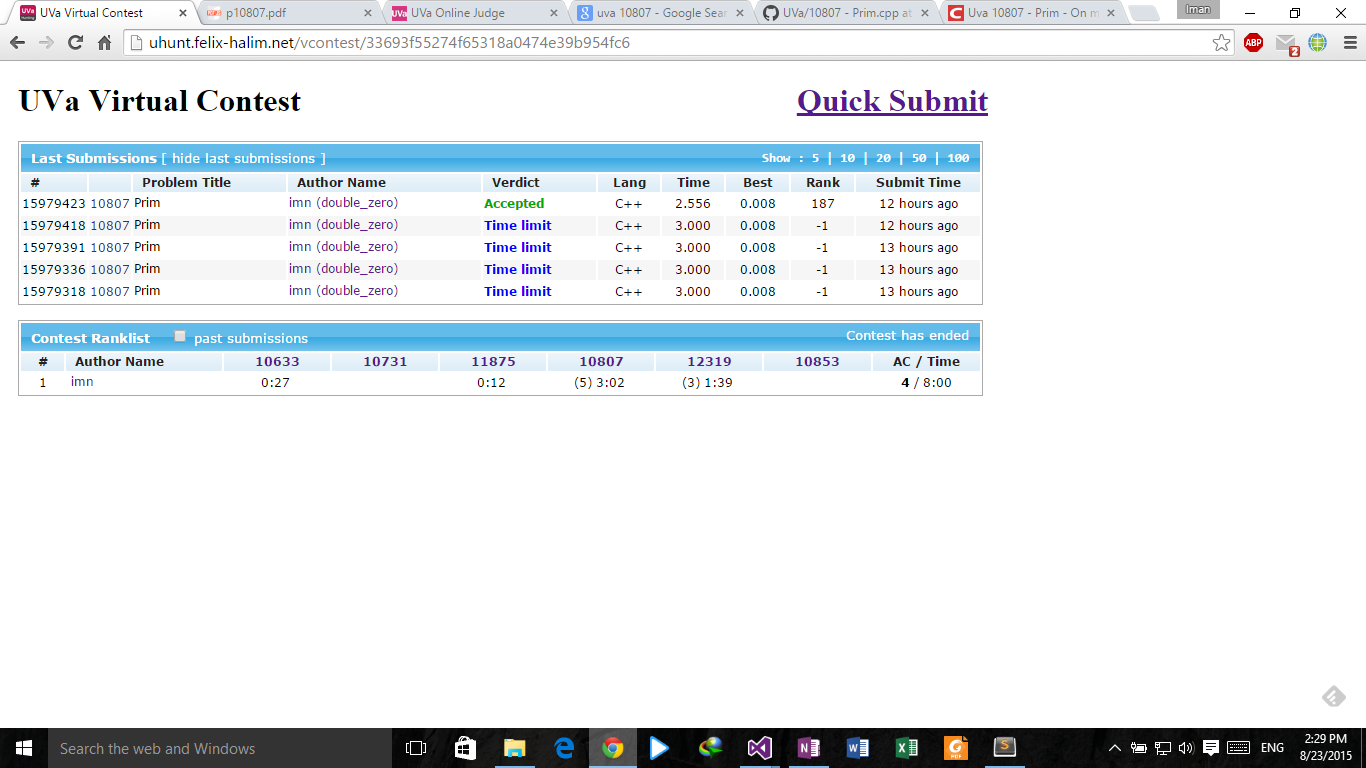 UVa Virtual Contest p10807.pdf UVa Online Judge uva 10807 - Google Sear UVa/10807 - Prim.cpp at Uva 10807 - Prim - On m Iman
uhunt.felix-halim.net/vcontest/33693f55274f65318a0474e39b954fc6 ABP 2
UVa Virtual Contest Quick Submit
Last Submissions [ hide last submissions ] Show : 5 | 10 | 20 | 50 | 100
# Problem Title Author Name Verdict Lang Time Best Rank Submit Time
15979423 10807 Prim imn (double_zero) Accepted C++ 2.556 0.008 187 12 hours ago
15979418 10807 Prim imn (double_zero) Time limit C++ 3.000 0.008 -1 12 hours ago
15979391 10807 Prim imn (double_zero) Time limit C++ 3.000 0.008 -1 13 hours ago
15979336 10807 Prim imn (double_zero) Time limit C++ 3.000 0.008 -1 13 hours ago
15979318 10807 Prim imn (double_zero) Time limit C++ 3.000 0.008 -1 13 hours ago
Contest Ranklist past submissions Contest has ended
# Author Name 10633 10731 11875 10807 12319 10853 AC / Time
1 imn 0:27 0:12 (5) 3:02 (3) 1:39 4 / 8:00
Search the web and Windows ENG 2:29 PM
8/23/2015